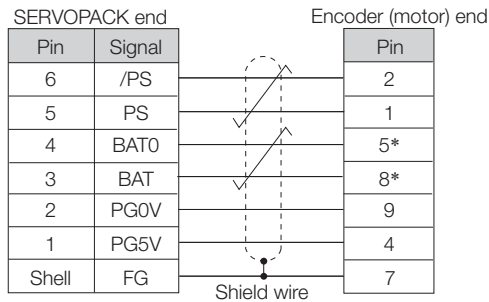 SERVOPACK end Encoder (motor) end
Pin Signal Pin
6 /PS 2
5 PS 1
4 BAT0 5*
3 BAT 8*
2 PG0V 9
1 PG5V 4
Shell FG 7
Shield wire